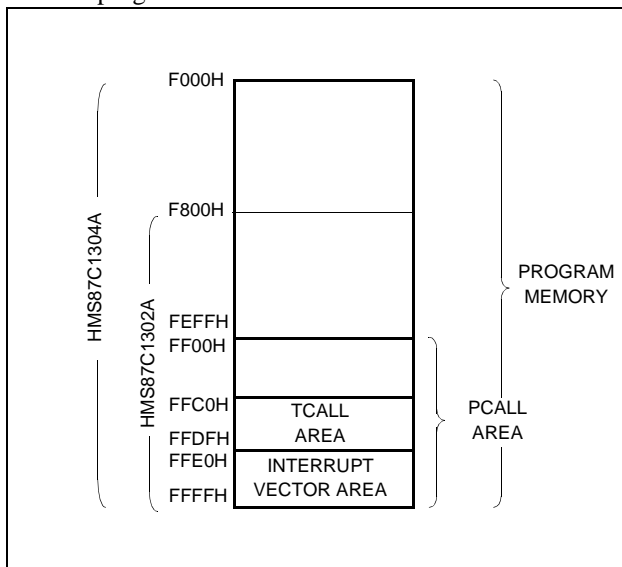 F000H
F800H
FEFFH
FF00H
FFC0H
FFDFH
FFE0H
FFFFH
HMS87C1304A
HMS87C1302A
TCALL
AREA
INTERRUPT
VECTOR AREA
PCALL
AREA
PROGRAM
MEMORY